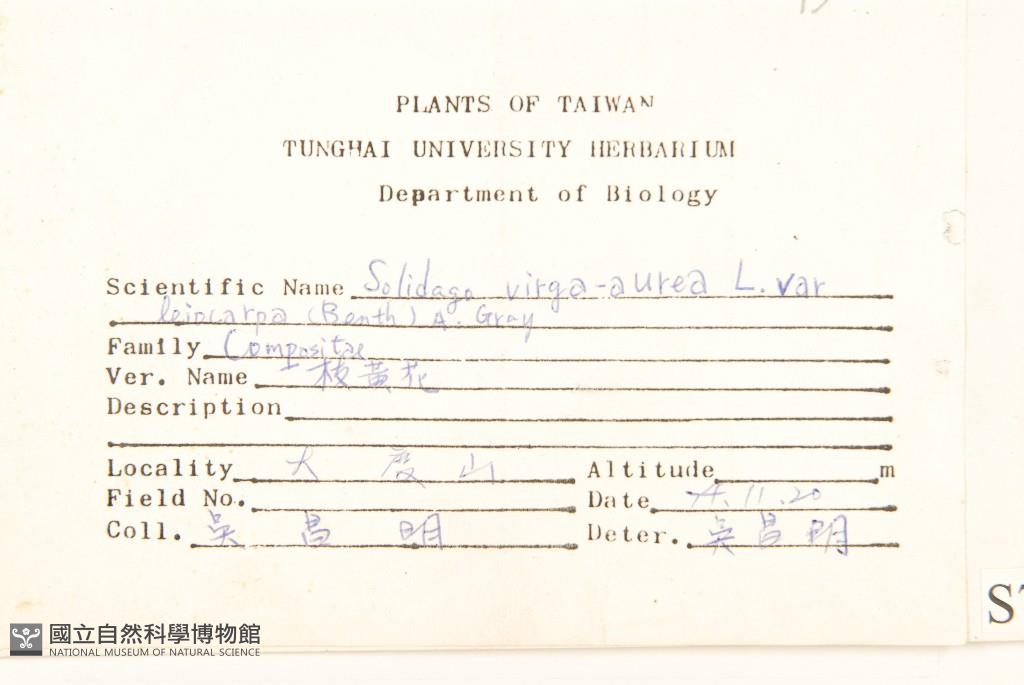 PLANTS OF TAIWAN
TUNGHAI UNIVERSITY HERBARIUM
Department of Biology
Scientific Name Solidago virga-aurea L. var
leiocarpa (Benth) A. Gray
Family Compositae
Ver. Name 一枝黃花
Description
Locality 大度山 Altitude m
Field No. Date 74.11.20
Coll. 吳昌明 Deter. 吳昌明
國立自然科學博物館
NATIONAL MUSEUM OF NATURAL SCIENCE